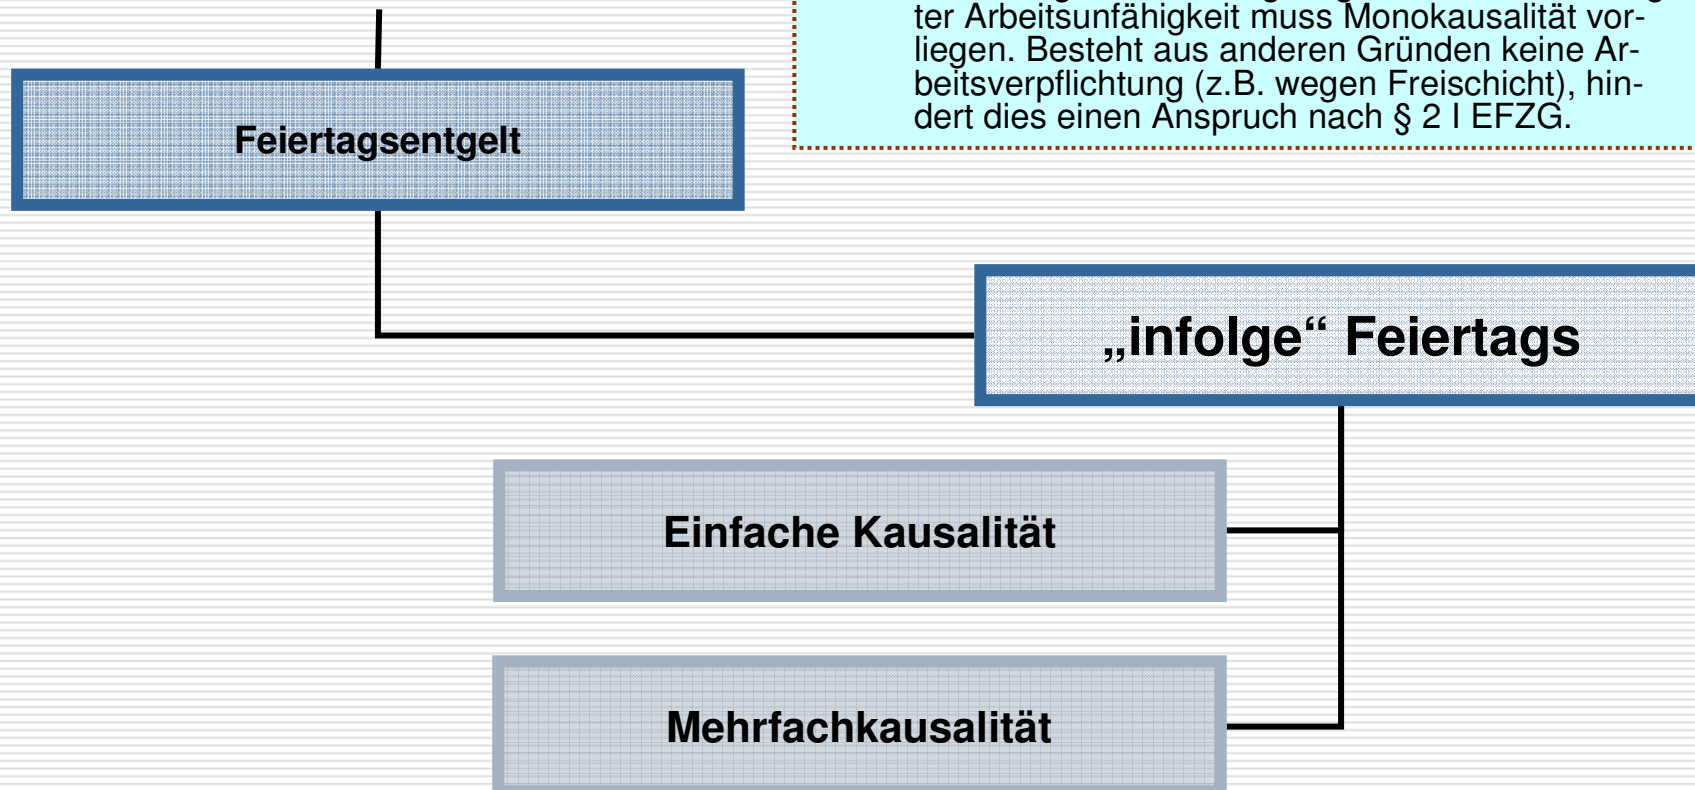 ter Arbeitsunfähigkeit muss Monokausalität vor-
liegen. Besteht aus anderen Gründen keine Ar-
beitsverpflichtung (z.B. wegen Freischicht), hin-
dert dies einen Anspruch nach § 2 I EFZG.
Feiertagsentgelt
„infolge“ Feiertags
Einfache Kausalität
Mehrfachkausalität